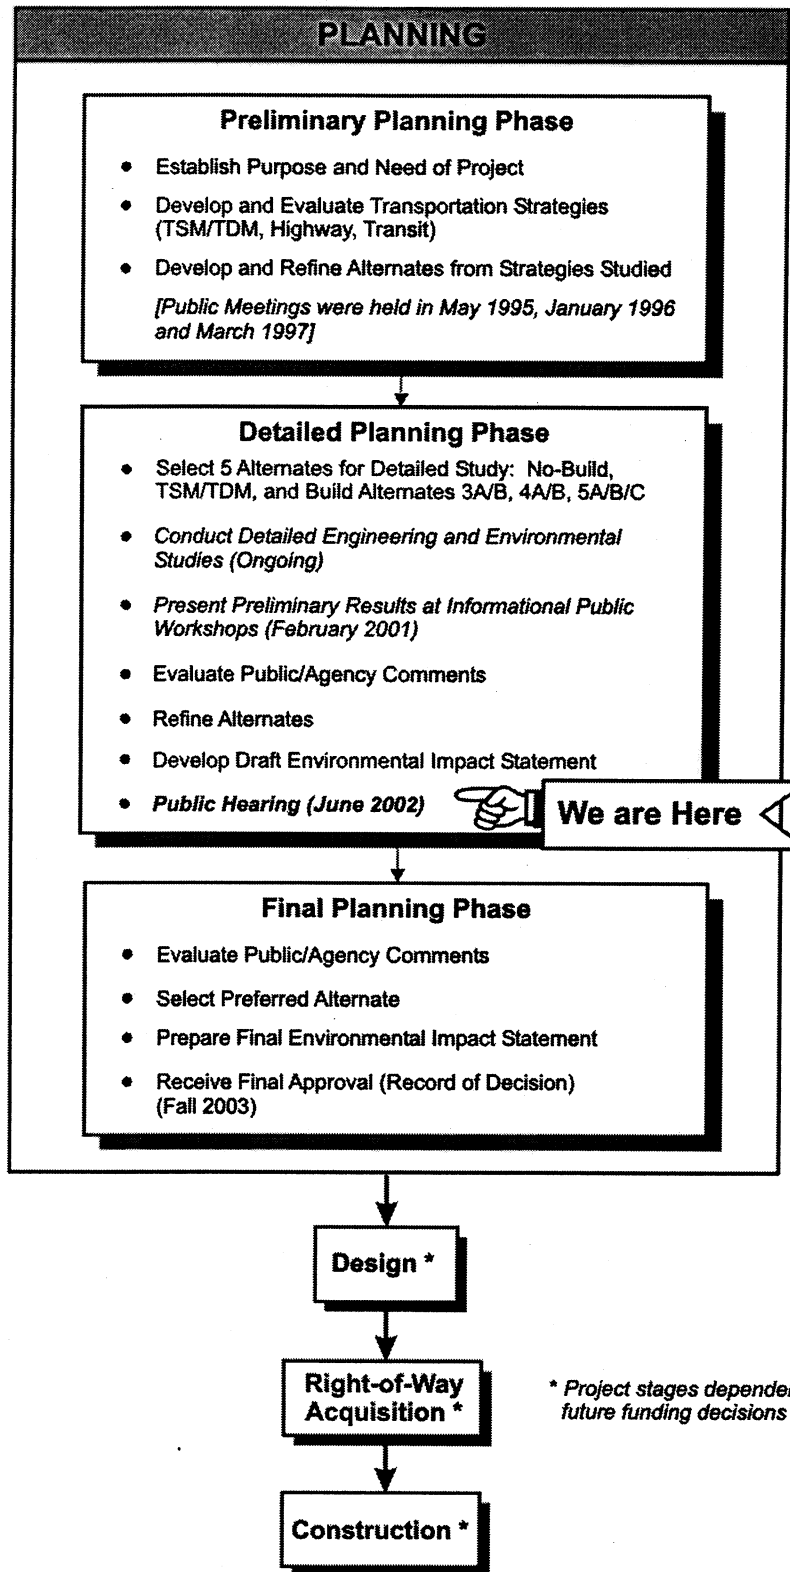 PLANNING
Preliminary Planning Phase
• Establish Purpose and Need of Project
• Develop and Evaluate Transportation Strategies
(TSM/TDM, Highway, Transit)
• Develop and Refine Alternates from Strategies Studied
[Public Meetings were held in May 1995, January 1996
and March 1997]
Detailed Planning Phase
• Select 5 Alternates for Detailed Study: No-Build,
TSM/TDM, and Build Alternates 3A/B, 4A/B, 5A/B/C
• Conduct Detailed Engineering and Environmental
Studies (Ongoing)
• Present Preliminary Results at Informational Public
Workshops (February 2001)
• Evaluate Public/Agency Comments
• Refine Alternates
• Develop Draft Environmental Impact Statement
• Public Hearing (June 2002)
We are Here
Final Planning Phase
• Evaluate Public/Agency Comments
• Select Preferred Alternate
• Prepare Final Environmental Impact Statement
• Receive Final Approval (Record of Decision)
(Fall 2003)
Design *
Right-of-Way
Acquisition *
* Project stages
future funding decisions
Construction *